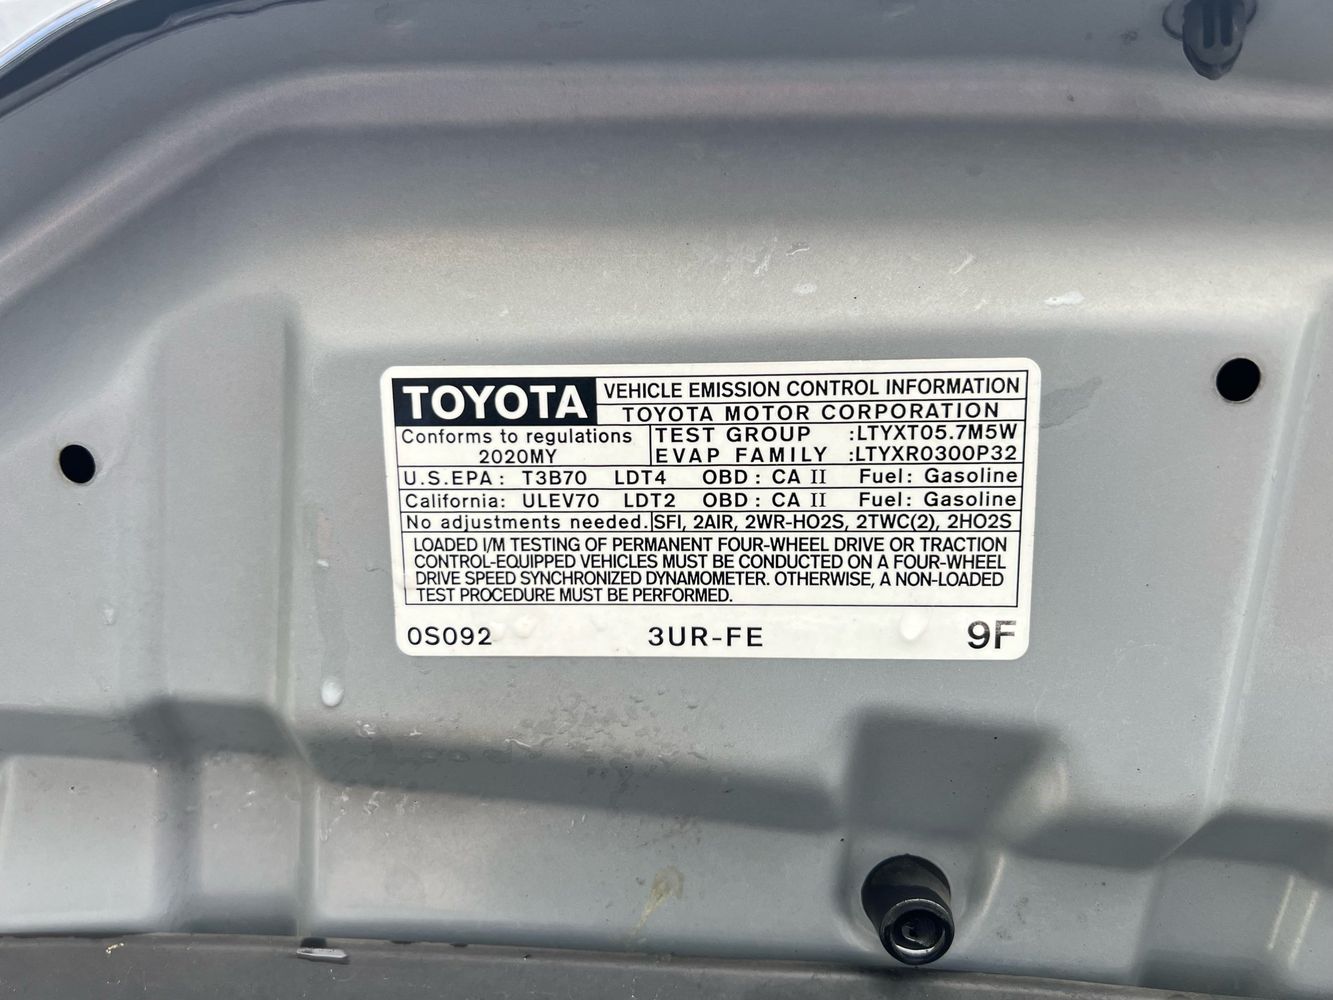 TOYOTA VEHICLE EMISSION CONTROL INFORMATION
TOYOTA MOTOR CORPORATION
Conforms to regulations
2020MY
TEST GROUP :LTYXT05.7M5W
EVAP FAMILY :LTYXR0300P32
U.S.EPA: T3B70 LDT4 OBD: CA II Fuel: Gasoline
California: ULEV70 LDT2 OBD: CA II Fuel: Gasoline
No adjustments needed. SFI, 2AIR, 2WR-HO2S, 2TWC(2), 2HO2S
LOADED I/M TESTING OF PERMANENT FOUR-WHEEL DRIVE OR TRACTION
CONTROL-EQUIPPED VEHICLES MUST BE CONDUCTED ON A FOUR-WHEEL
DRIVE SPEED SYNCHRONIZED DYNAMOMETER. OTHERWISE, A NON-LOADED
TEST PROCEDURE MUST BE PERFORMED.
0S092 3UR-FE 9F